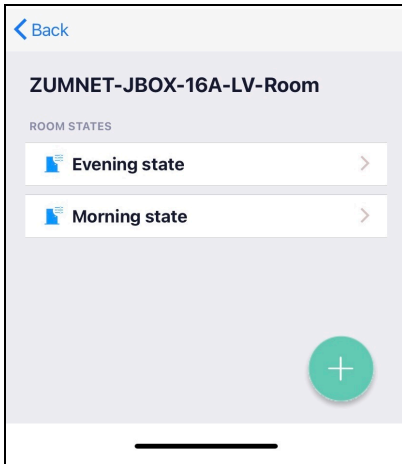 Back
ZUMNET-JBOX-16A-LV-Room
ROOM STATES
Evening state
Morning state